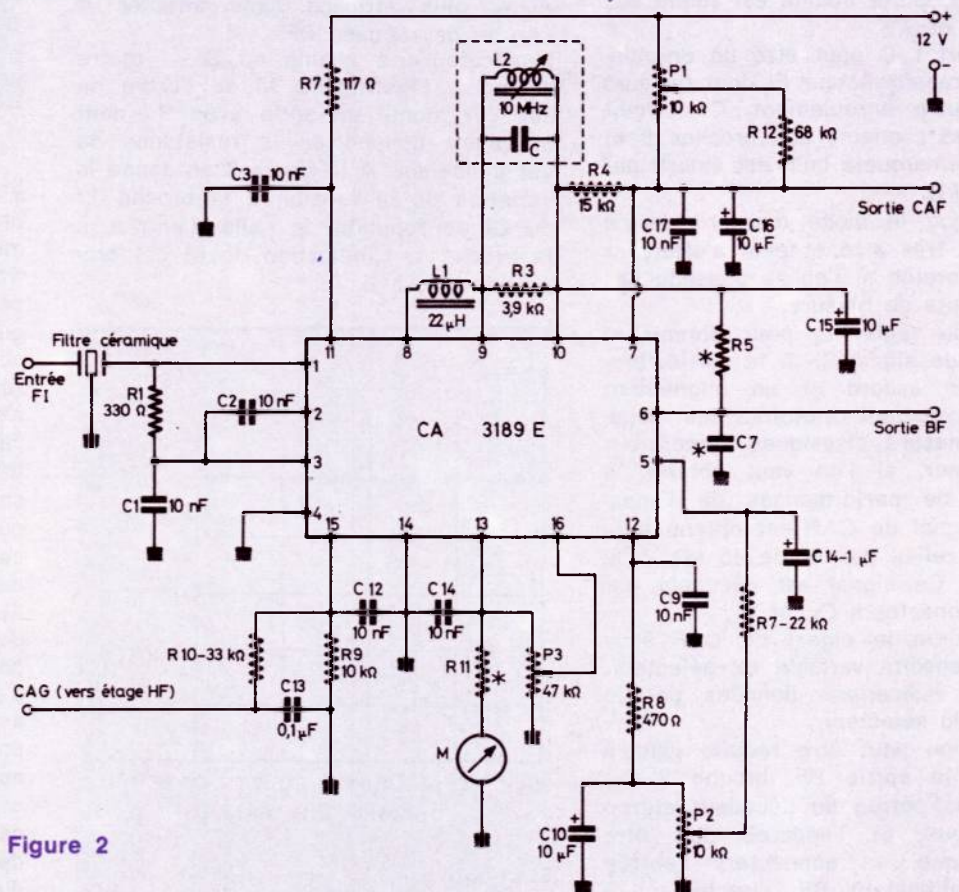 +
12 V
-
L2
10 MHz
C
P1
10 kΩ
R7
117 Ω
R12
68 kΩ
C3
10 nF
R4
15 kΩ
Sortie CAF
C17
10 nF
+
C16
10 µF
L1
22 µH
R3
3,9 kΩ
+
C15
10 µF
Filtre céramique
Entrée
FI
R1
330 Ω
C2
10 nF
C1
10 nF
11
8
9
10
7
1
2
3
4
6
5
CA 3189 E
15
14
13
16
12
R5
*
Sortie BF
C7
*
C 12
10 nF
C 14
10 nF
R 10-33 kΩ
R9
10 kΩ
R11
*
P3
47 kΩ
C9
10 nF
+
C14-1 µF
R7-22 kΩ
CAG (vers étage HF)
C13
0,1 µF
R8
470 Ω
M
+
C10
10 µF
P2
10 kΩ
Figure 2